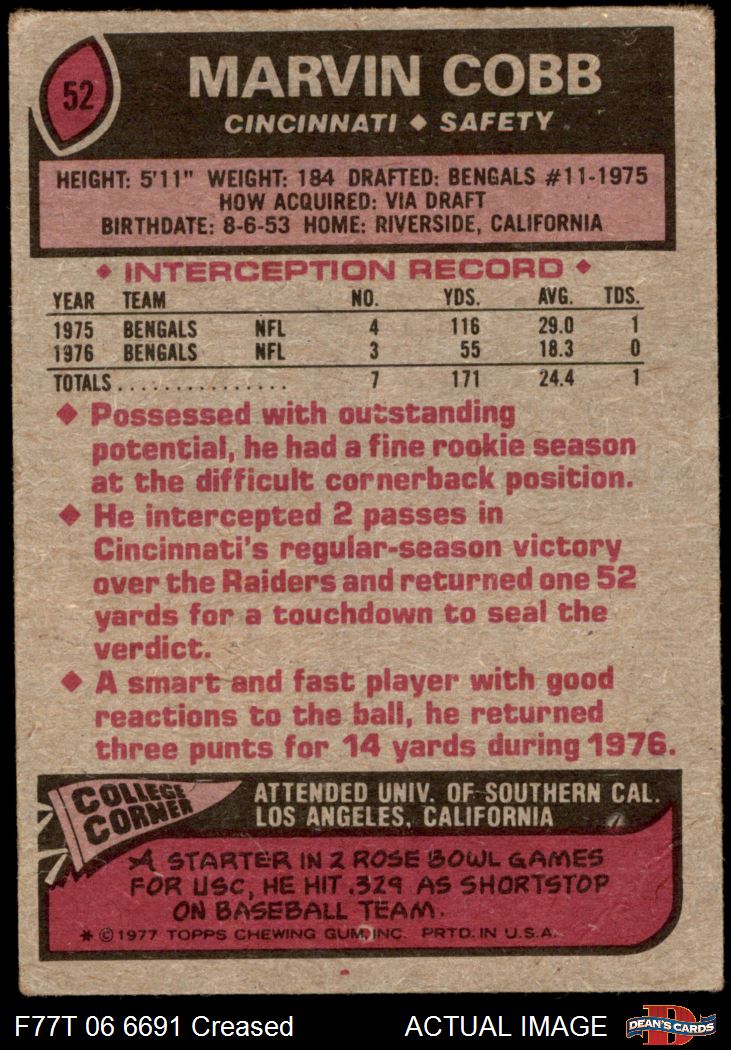 52
MARVIN COBB
CINCINNATI ◆ SAFETY
HEIGHT: 5'11" WEIGHT: 184 DRAFTED: BENGALS #11-1975
HOW ACQUIRED: VIA DRAFT
BIRTHDATE: 8-6-53 HOME: RIVERSIDE, CALIFORNIA
◆ INTERCEPTION RECORD ◆
YEAR TEAM NO. YDS. AVG. TDS.
1975 BENGALS NFL 4 116 29.0 1
1976 BENGALS NFL 3 55 18.3 0
TOTALS............... 7 171 24.4 1
◆ Possessed with outstanding
potential, he had a fine rookie season
at the difficult cornerback position.
◆ He intercepted 2 passes in
Cincinnati's regular-season victory
over the Raiders and returned one 52
yards for a touchdown to seal the
verdict.
◆ A smart and fast player with good
reactions to the ball, he returned
three punts for 14 yards during 1976.
COLLEGE
CORNER
ATTENDED UNIV. OF SOUTHERN CAL.
LOS ANGELES, CALIFORNIA
A STARTER IN 2 ROSE BOWL GAMES
FOR USC, HE HIT .329 AS SHORTSTOP
ON BASEBALL TEAM.
* © 1977 TOPPS CHEWING GUM, INC. PRTD. IN U.S.A.
F77T 06 6691 Creased ACTUAL IMAGE
D
DEAN'S CARDS